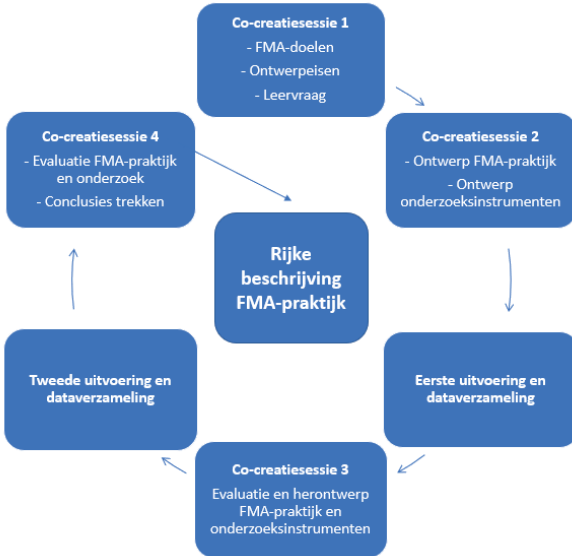 Co-creatiesessie 1
- FMA-doelen
- Ontwerpeisen
- Leervraag
Co-creatiesessie 2
- Ontwerp FMA-praktijk
- Ontwerp
onderzoeksinstrumenten
Eerste uitvoering en
dataverzameling
Co-creatiesessie 3
Evaluatie en herontwerp
FMA-praktijk en
onderzoeksinstrumenten
Tweede uitvoering en
dataverzameling
Co-creatiesessie 4
- Evaluatie FMA-praktijk
en onderzoek
- Conclusies trekken
Rijke
beschrijving
FMA-praktijk